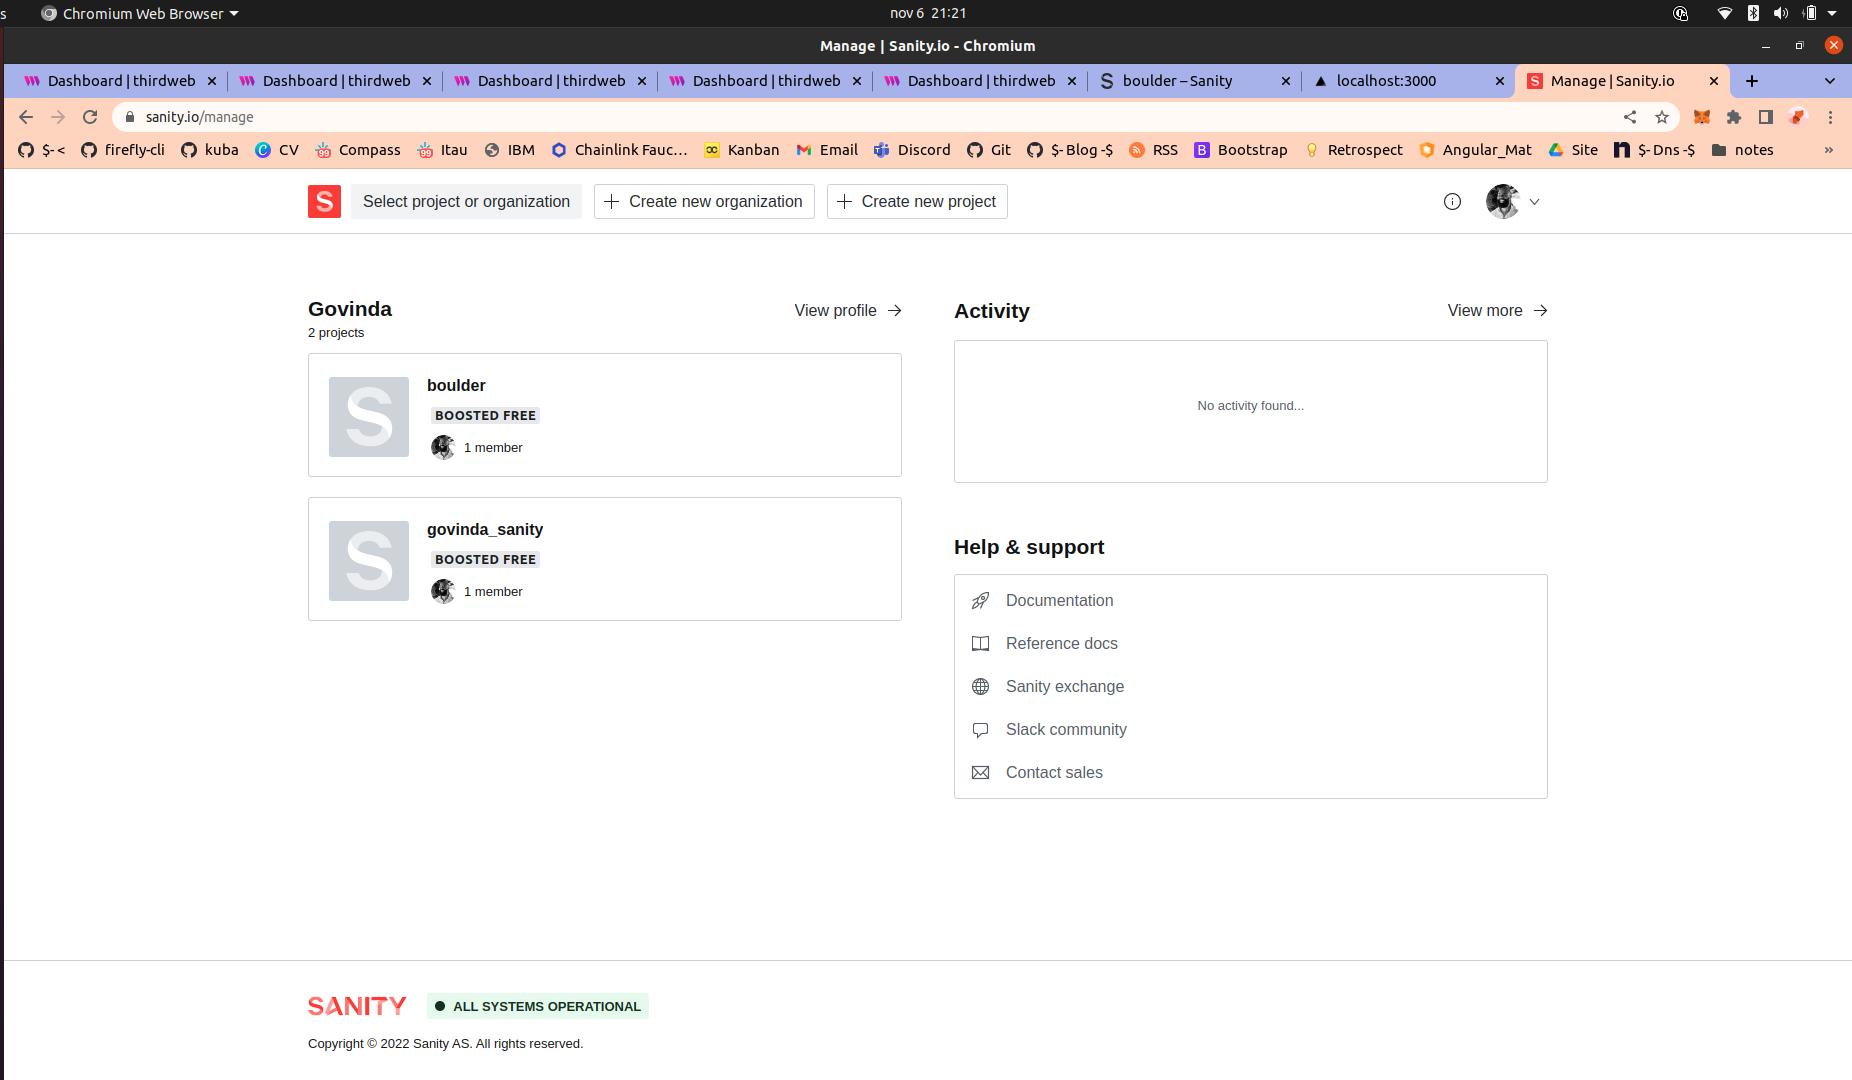 s Chromium Web Browser nov 6 21:21
Manage | Sanity.io - Chromium
Dashboard | thirdweb Dashboard | thirdweb Dashboard | thirdweb Dashboard | thirdweb Dashboard | thirdweb boulder – Sanity localhost:3000 Manage | Sanity.io
sanity.io/manage
$- < firefly-cli kuba CV Compass Itau IBM Chainlink Fauc... Kanban Email Discord Git $- Blog -$ RSS Bootstrap Retrospect Angular_Mat Site $- Dns -$ notes »
S Select project or organization Create new organization Create new project
Govinda View profile
2 projects
boulder
BOOSTED FREE
1 member
govinda_sanity
BOOSTED FREE
1 member
Activity View more
No activity found...
Help & support
Documentation
Reference docs
Sanity exchange
Slack community
Contact sales
SANITY ALL SYSTEMS OPERATIONAL
Copyright © 2022 Sanity AS. All rights reserved.